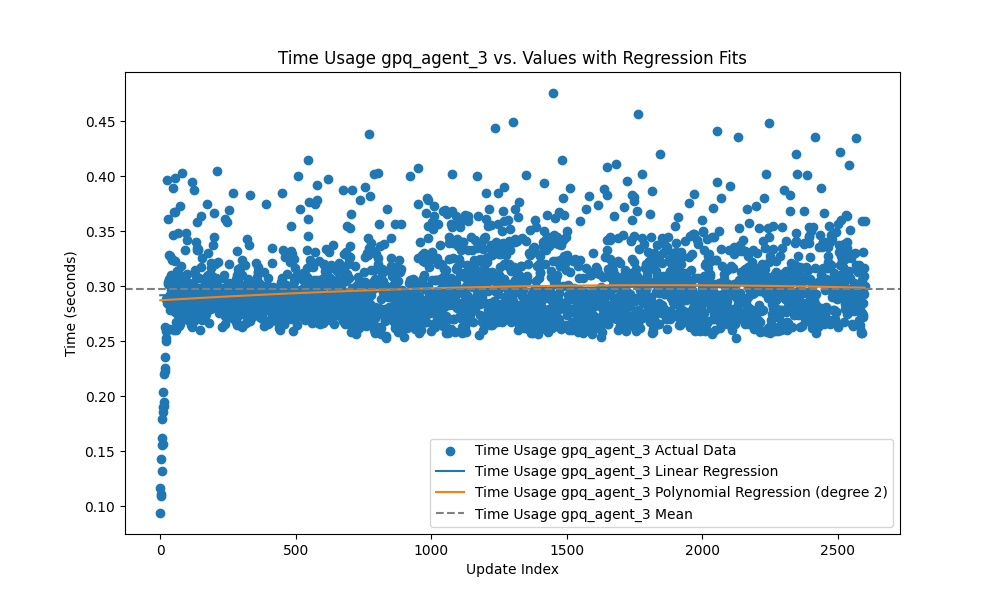 Time Usage gpq_agent_3 vs. Values with Regression Fits
0.45
0.40
0.35
0.30
0.25
0.20
0.15
0.10
Time (seconds)
Time Usage gpq_agent_3 Actual Data
Time Usage gpq_agent_3 Linear Regression
Time Usage gpq_agent_3 Polynomial Regression (degree 2)
Time Usage gpq_agent_3 Mean
0 500 1000 1500 2000 2500
Update Index